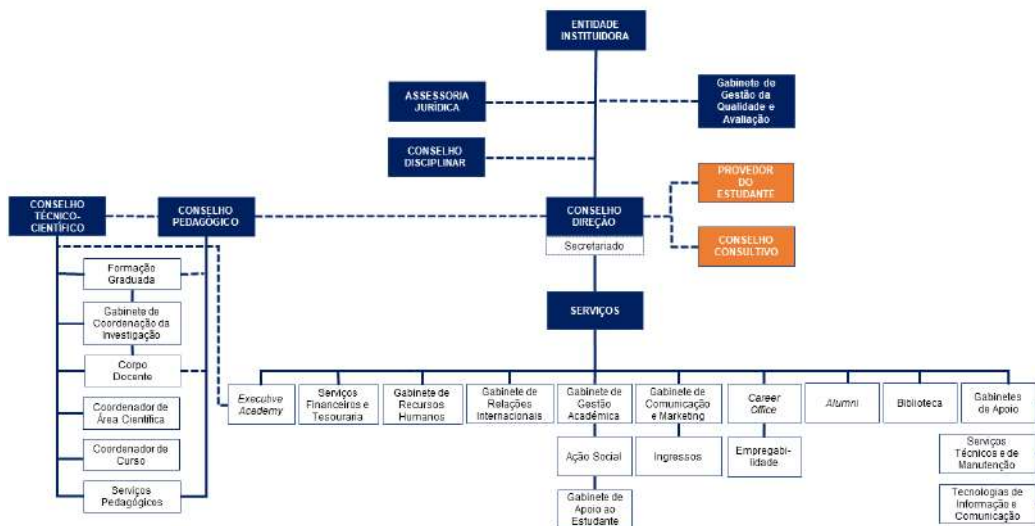 ENTIDADE
INSTITUIDORA
ASSESSORIA
JURÍDICA
Gabinete de
Gestão da
Qualidade e
Avaliação
CONSELHO
DISCIPLINAR
PROVEDOR
DO
ESTUDANTE
CONSELHO
TÉCNICO-
CIENTÍFICO
CONSELHO
PEDAGÓGICO
CONSELHO
DIREÇÃO
Secretariado
CONSELHO
CONSULTIVO
Formação
Graduada
Gabinete de
Coordenação da
Investigação
Corpo
Docente
Coordenador de
Área Científica
Coordenador de
Curso
Serviços
Pedagógicos
SERVIÇOS
Executive
Academy
Serviços
Financeiros e
Tesouraria
Gabinete de
Recursos
Humanos
Gabinete de
Relações
Internacionais
Gabinete de
Gestão
Académica
Gabinete de
Comunicação
e Marketing
Career
Office
Alumni
Biblioteca
Gabinetes
de Apoio
Ação Social
Ingressos
Empregabi-
lidade
Serviços
Técnicos e de
Manutenção
Gabinete de
Apoio ao
Estudante
Tecnologias de
Informação e
Comunicação